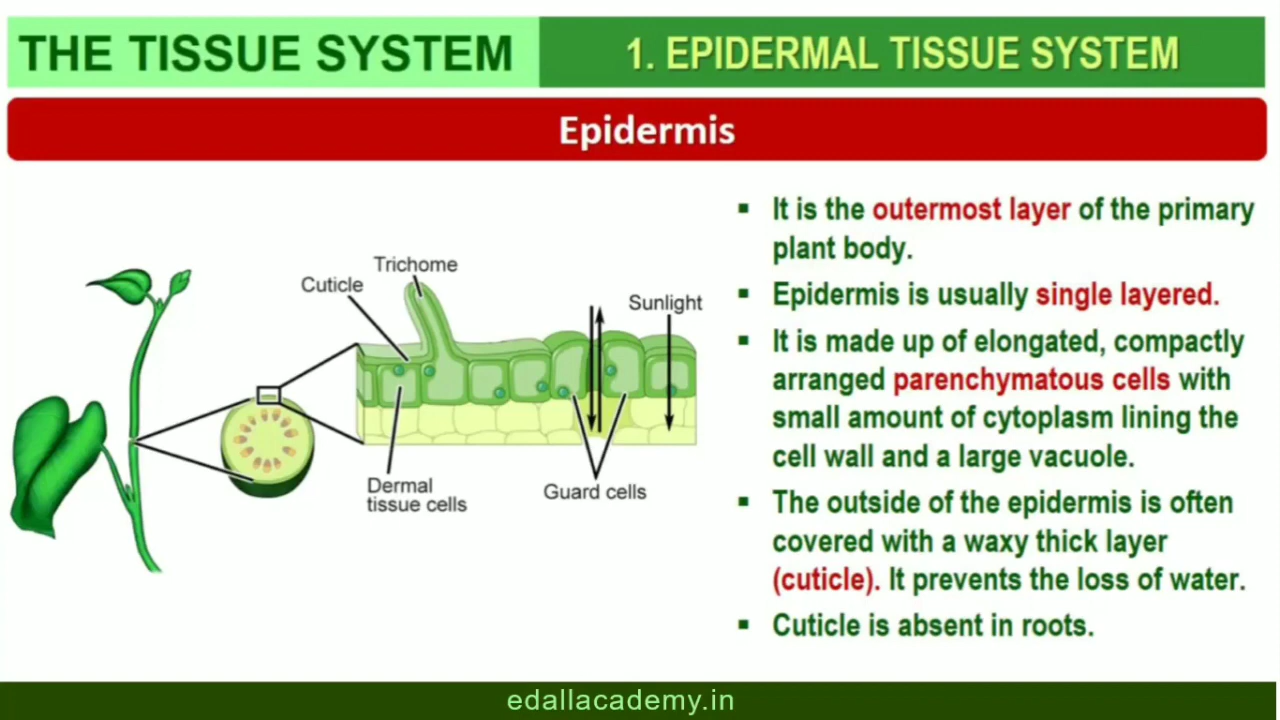 THE TISSUE SYSTEM
1. EPIDERMAL TISSUE SYSTEM
Epidermis
Trichome
Cuticle
Sunlight
Dermal
tissue cells
Guard cells
▪ It is the outermost layer of the primary
plant body.
▪ Epidermis is usually single layered.
▪ It is made up of elongated, compactly
arranged parenchymatous cells with
small amount of cytoplasm lining the
cell wall and a large vacuole.
▪ The outside of the epidermis is often
covered with a waxy thick layer
(cuticle). It prevents the loss of water.
▪ Cuticle is absent in roots.
edallacademy.in